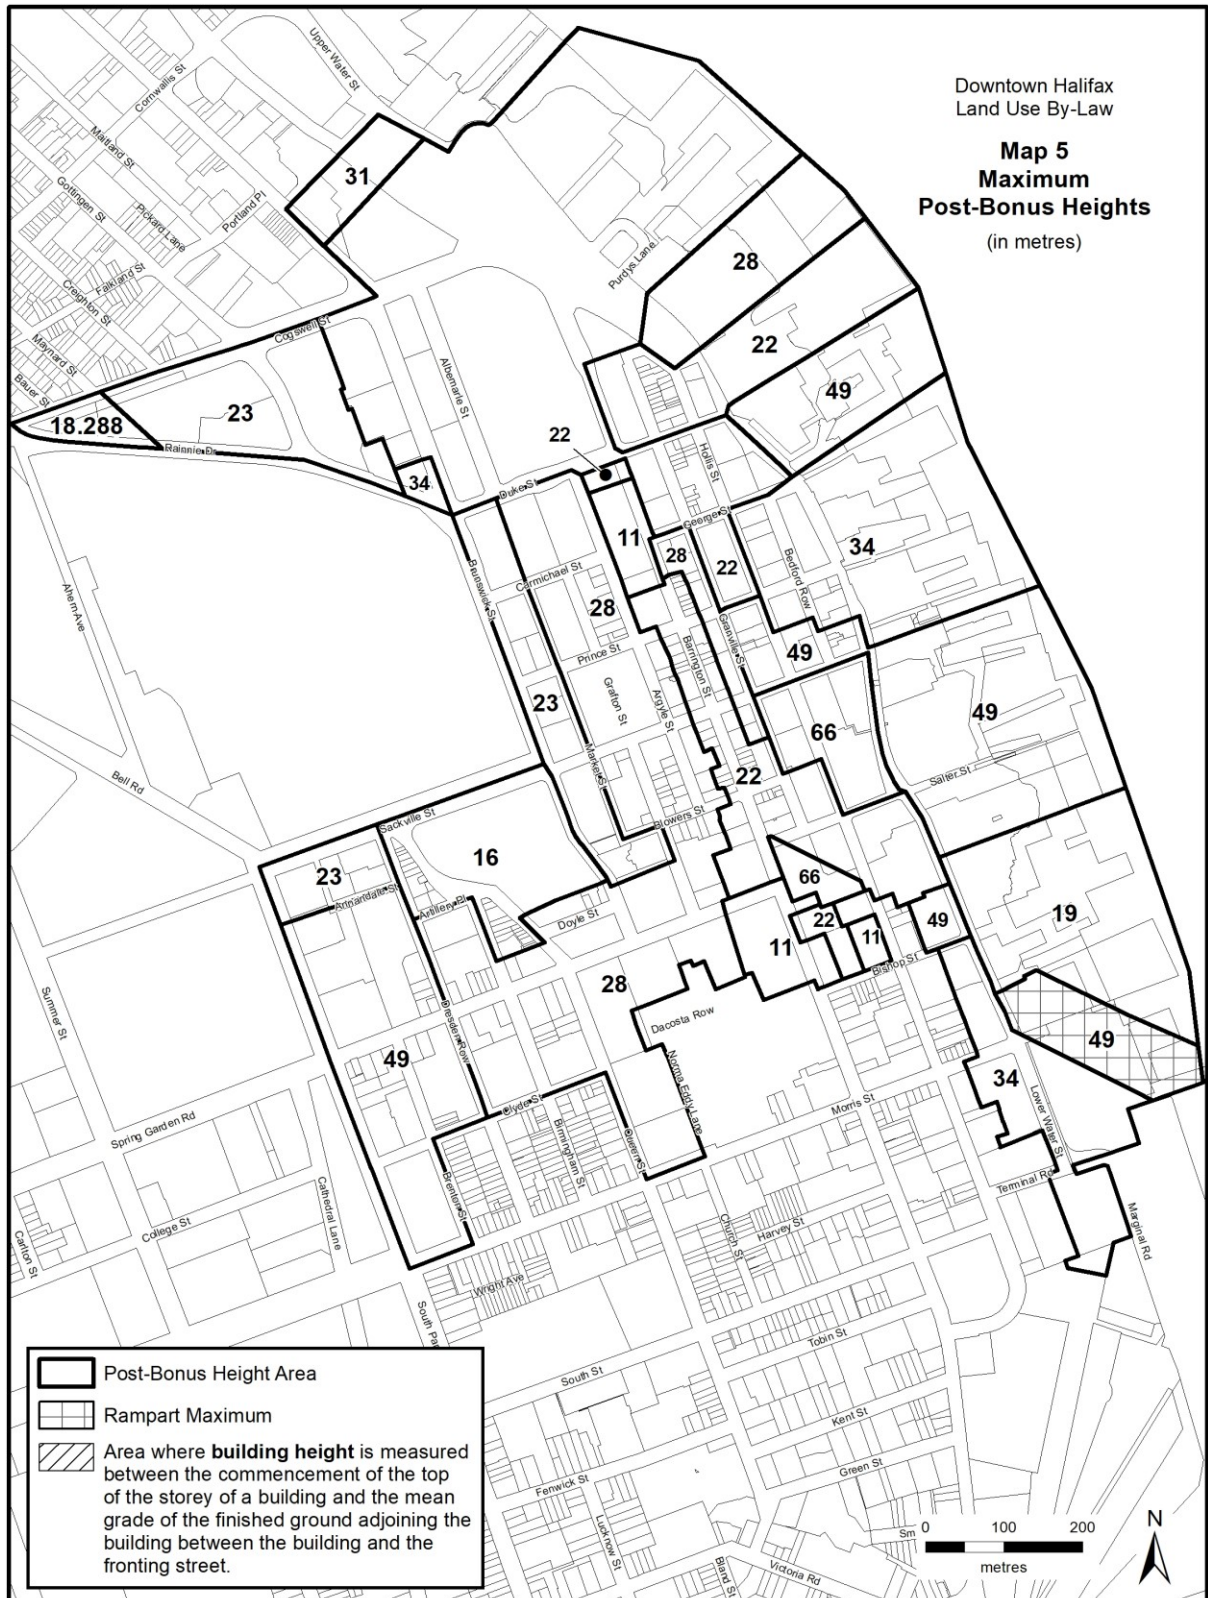 Downtown Halifax
Land Use By-Law
Map 5
Maximum
Post-Bonus Heights
(in metres)
Upper Water St
Cornwallis St
Maitland St
Gottingen St
Pickard Lane
Portland Pl
Falkland St
Creighton St
Maynard St
Bauer St
Cogswell St
Rainnie Dr
Albemarle St
Purdys Lane
31
28
22
49
23
18.288
34
22
Duke St
Hollis St
George St
11
28
22
34
Bedford Row
Carmichael St
Brunswick St
28
Ahern Ave
Prince St
Grafton St
Argyle St
Barrington St
Granville St
49
23
66
49
Market St
22
Salter St
Bell Rd
Blowers St
Sackville St
16
23
Annandale St
Artillery Pl
Doyle St
66
22
11
11
49
19
Bishop St
28
Dacosta Row
Summer St
Dresden Row
49
Norma Eddy Lane
49
34
Lower Water St
Clyde St
Morris St
Spring Garden Rd
Birmingham St
Queen St
Brenton St
Cathedral Lane
College St
Carlton St
Terminal Rd
Marginal Rd
Church St
Harvey St
Wright Ave
South Par
Tobin St
South St
Kent St
Green St
Fenwick St
Lucknow St
Bland St
Victoria Rd
Sm
Post-Bonus Height Area
Rampart Maximum
Area where building height is measured
between the commencement of the top
of the storey of a building and the mean
grade of the finished ground adjoining the
building between the building and the
fronting street.
0 100 200
metres
N